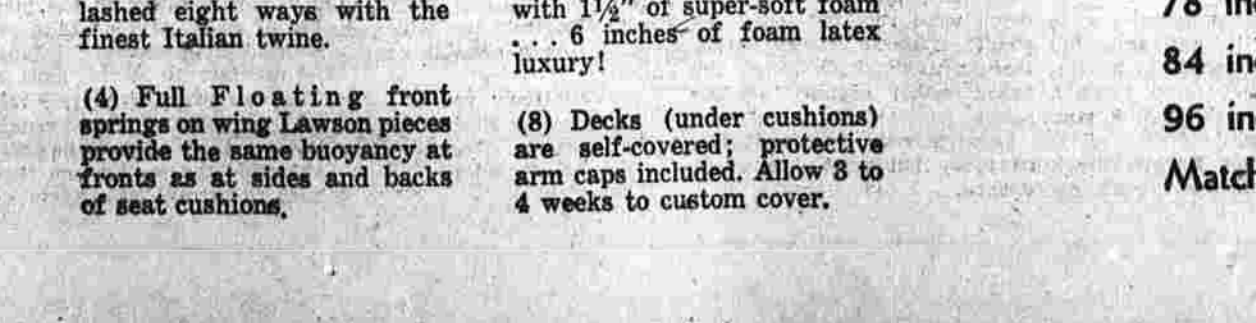 lashed eight ways with the
finest Italian twine.
(4) Full Floating front
springs on wing Lawson pieces
provide the same buoyancy at
fronts as at sides and backs
of seat cushions.
with 1½" of super-soft foam
. . . 6 inches of foam latex
luxury!
(8) Decks (under cushions)
are self-covered; protective
arm caps included. Allow 3 to
4 weeks to custom cover.
78 in
84 in
96 in
Match